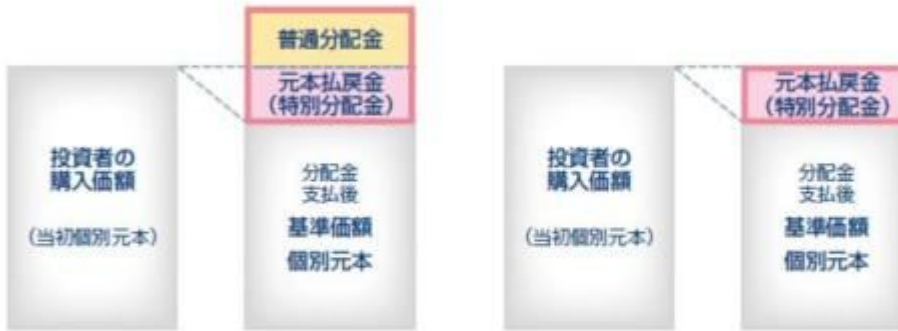 普通分配金
元本払戻金
（特別分配金）
投資者の
購入価額
（当初個別元本）
分配金
支払後
基準価額
個別元本
元本払戻金
（特別分配金）
投資者の
購入価額
（当初個別元本）
分配金
支払後
基準価額
個別元本